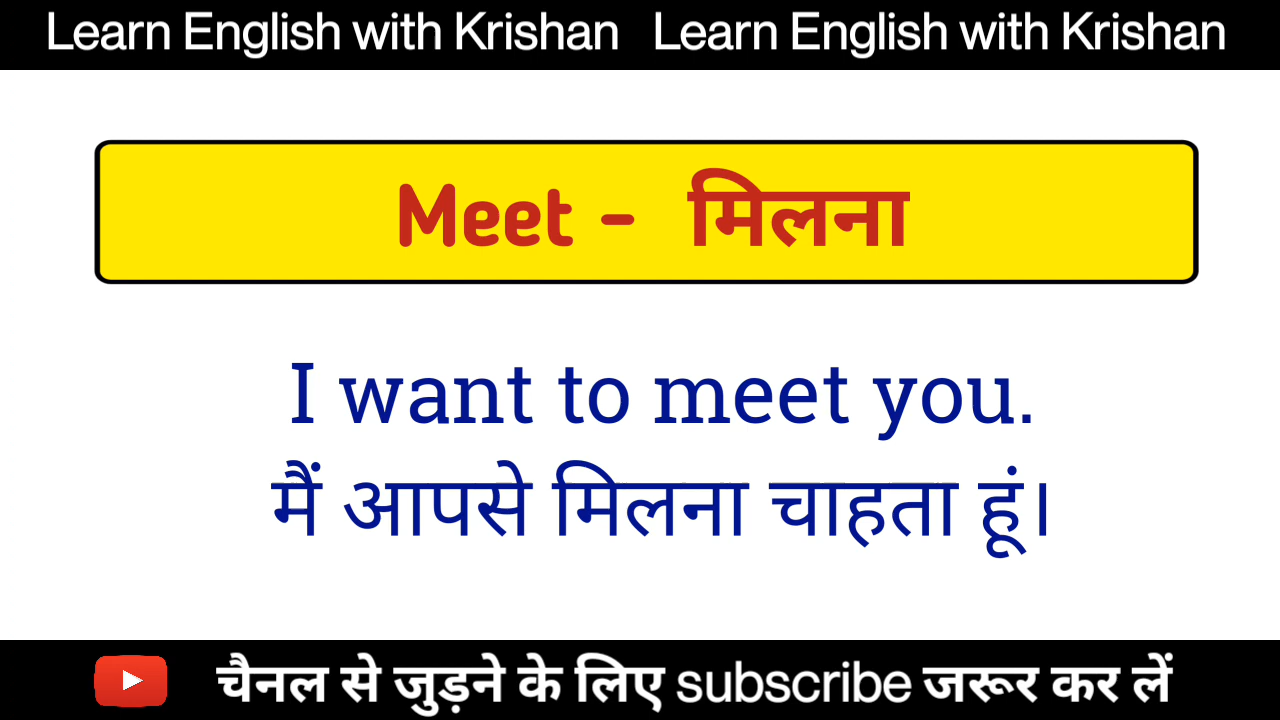 Learn English with Krishan Learn English with Krishan
Meet - मिलना
I want to meet you.
मैं आपसे मिलना चाहता हूं।
चैनल से जुड़ने के लिए subscribe जरूर कर लें